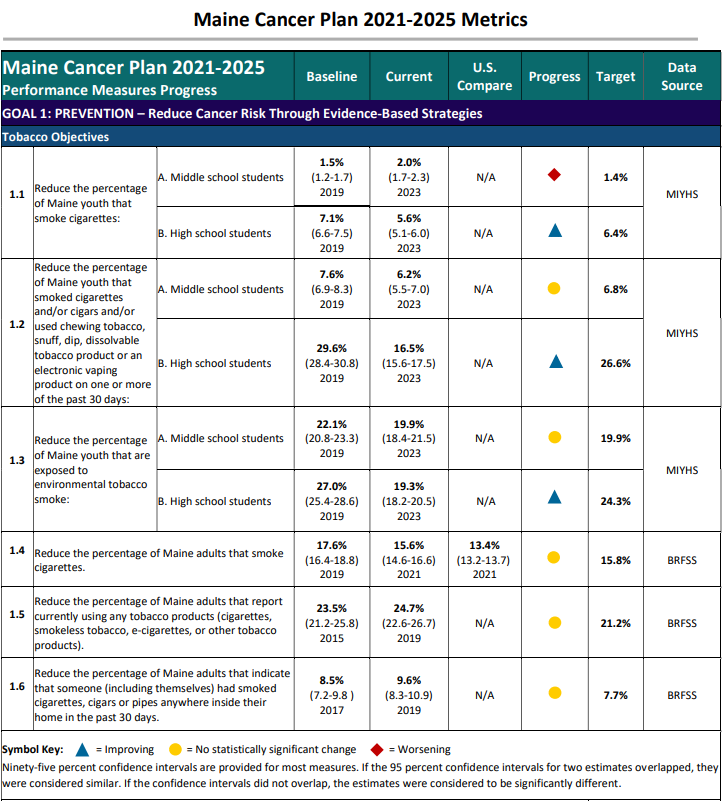 Maine Cancer Plan 2021-2025 Metrics
Maine Cancer Plan 2021-2025
Performance Measures Progress
Baseline
Current
U.S.
Compare
Progress
Target
Data
Source
GOAL 1: PREVENTION – Reduce Cancer Risk Through Evidence-Based Strategies
Tobacco Objectives
1.1
Reduce the percentage
of Maine youth that
smoke cigarettes:
A. Middle school students
1.5%
(1.2-1.7)
2019
2.0%
(1.7-2.3)
2023
N/A
1.4%
MIYHS
B. High school students
7.1%
(6.6-7.5)
2019
5.6%
(5.1-6.0)
2023
N/A
6.4%
1.2
Reduce the percentage
of Maine youth that
smoked cigarettes
and/or cigars and/or
used chewing tobacco,
snuff, dip, dissolvable
tobacco product or an
electronic vaping
product on one or more
of the past 30 days:
A. Middle school students
7.6%
(6.9-8.3)
2019
6.2%
(5.5-7.0)
2023
N/A
6.8%
MIYHS
B. High school students
29.6%
(28.4-30.8)
2019
16.5%
(15.6-17.5)
2023
N/A
26.6%
1.3
Reduce the percentage
of Maine youth that are
exposed to
environmental tobacco
smoke:
A. Middle school students
22.1%
(20.8-23.3)
2019
19.9%
(18.4-21.5)
2023
N/A
19.9%
MIYHS
B. High school students
27.0%
(25.4-28.6)
2019
19.3%
(18.2-20.5)
2023
N/A
24.3%
1.4
Reduce the percentage of Maine adults that smoke
cigarettes.
17.6%
(16.4-18.8)
2019
15.6%
(14.6-16.6)
2021
13.4%
(13.2-13.7)
2021
15.8%
BRFSS
1.5
Reduce the percentage of Maine adults that report
currently using any tobacco products (cigarettes,
smokeless tobacco, e-cigarettes, or other tobacco
products).
23.5%
(21.2-25.8)
2015
24.7%
(22.6-26.7)
2019
N/A
21.2%
BRFSS
1.6
Reduce the percentage of Maine adults that indicate
that someone (including themselves) had smoked
cigarettes, cigars or pipes anywhere inside their
home in the past 30 days.
8.5%
(7.2-9.8 )
2017
9.6%
(8.3-10.9)
2019
N/A
7.7%
BRFSS
Symbol Key: = Improving = No statistically significant change = Worsening
Ninety-five percent confidence intervals are provided for most measures. If the 95 percent confidence intervals for two estimates overlapped, they
were considered similar. If the confidence intervals did not overlap, the estimates were considered to be significantly different.